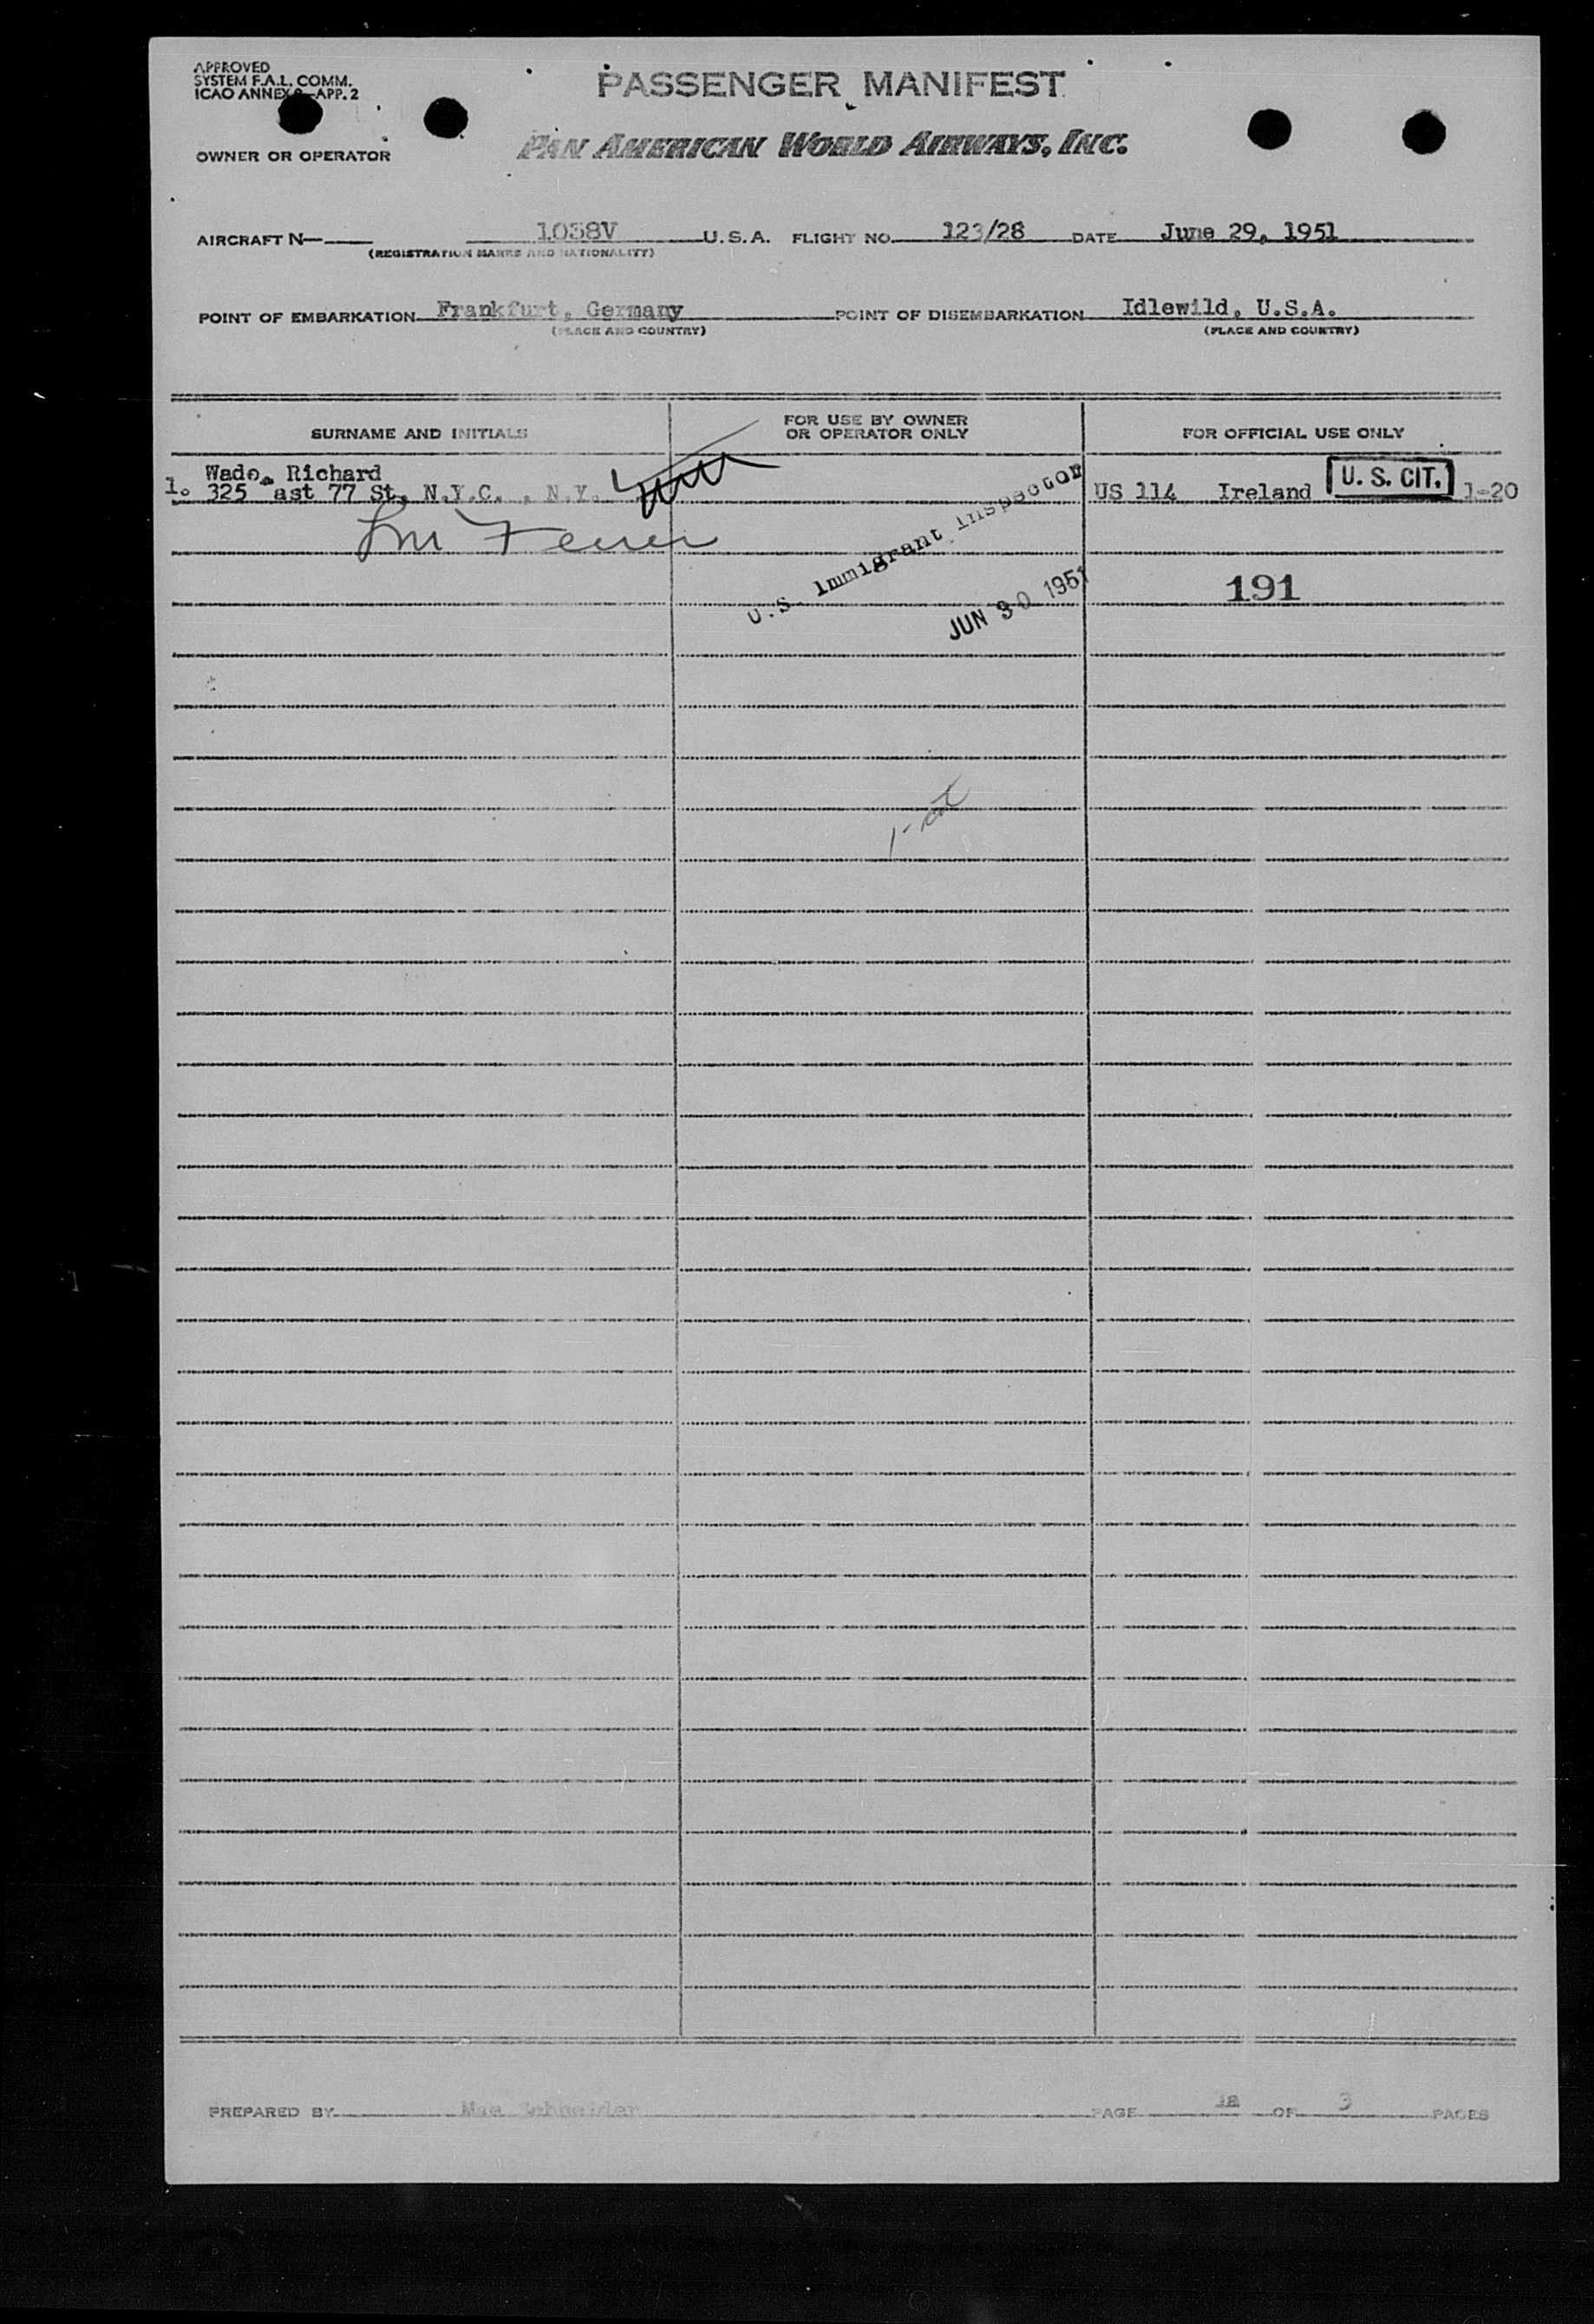 APPROVED
SYSTEM F.A.L. COMM.
ICAO ANNEX 9—APP. 2
PASSENGER MANIFEST
OWNER OR OPERATOR
PAN AMERICAN WORLD AIRWAYS, INC.
AIRCRAFT N— 1038V U.S.A. FLIGHT NO. 123/28 DATE June 29, 1951
(REGISTRATION MARKS AND NATIONALITY)
POINT OF EMBARKATION Frankfurt, Germany POINT OF DISEMBARKATION Idlewild, U.S.A.
(PLACE AND COUNTRY) (PLACE AND COUNTRY)
SURNAME AND INITIALS FOR USE BY OWNER OR OPERATOR ONLY FOR OFFICIAL USE ONLY
Wade, Richard
1. 325 ast 77 St, N.Y.C. , N.Y. US 114 Ireland U. S. CIT. 1-20
U.S. Immigrant Inspector
191
JUN 30 1951
PREPARED BY Mae Schneider PAGE 1a OF 3 PAGES